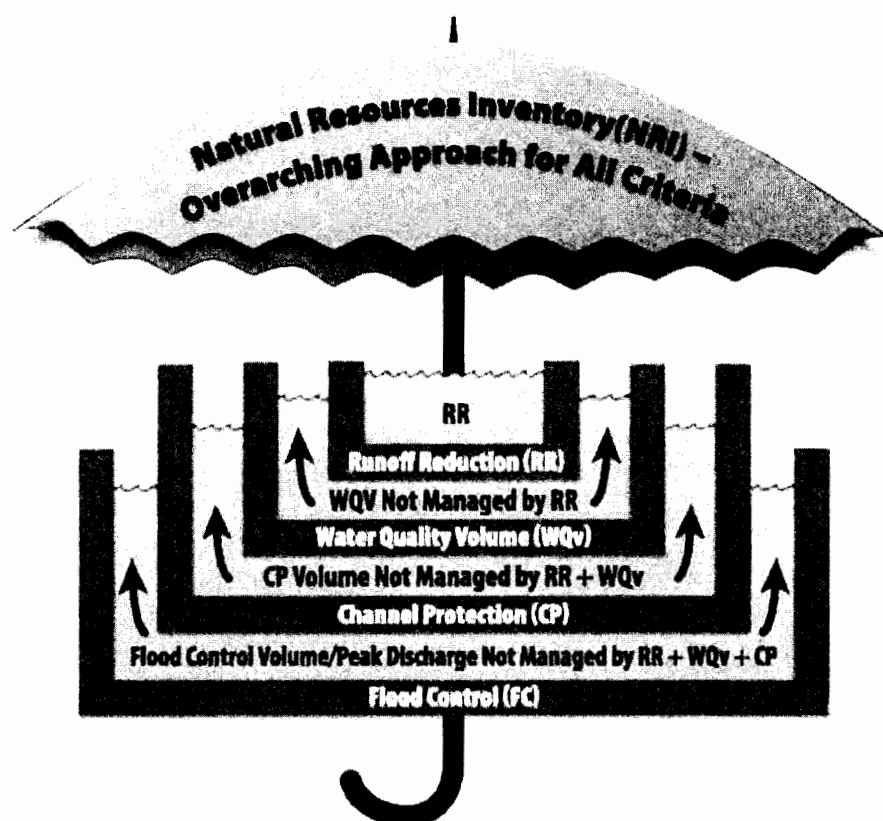 Natural Resources Inventory(NRI) –
Overarching Approach for All Criteria
RR
Runoff Reduction (RR)
WQV Not Managed by RR
Water Quality Volume (WQv)
CP Volume Not Managed by RR + WQv
Channel Protection (CP)
Flood Control Volume/Peak Discharge Not Managed by RR + WQv + CP
Flood Control (FC)